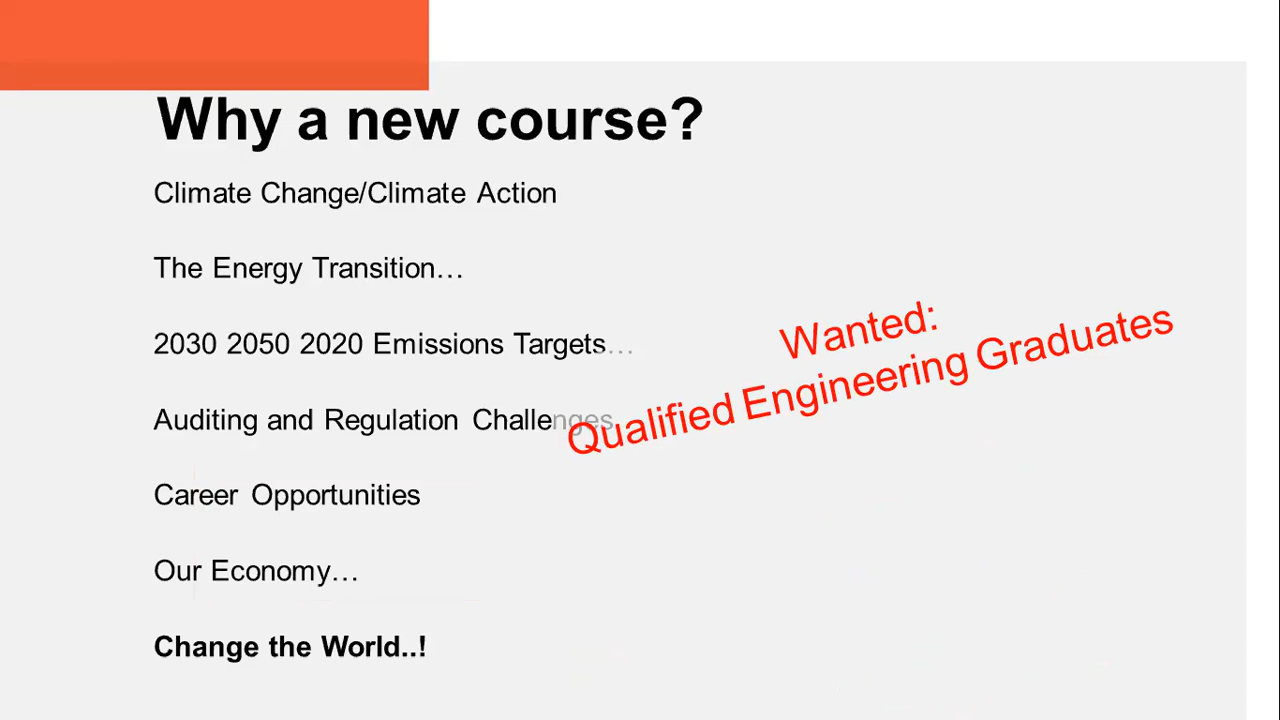 Why a new course?
Climate Change/Climate Action
The Energy Transition…
2030 2050 2020 Emissions Targets…
Auditing and Regulation Challenges
Career Opportunities
Our Economy…
Change the World..!
Wanted:
Qualified Engineering Graduates